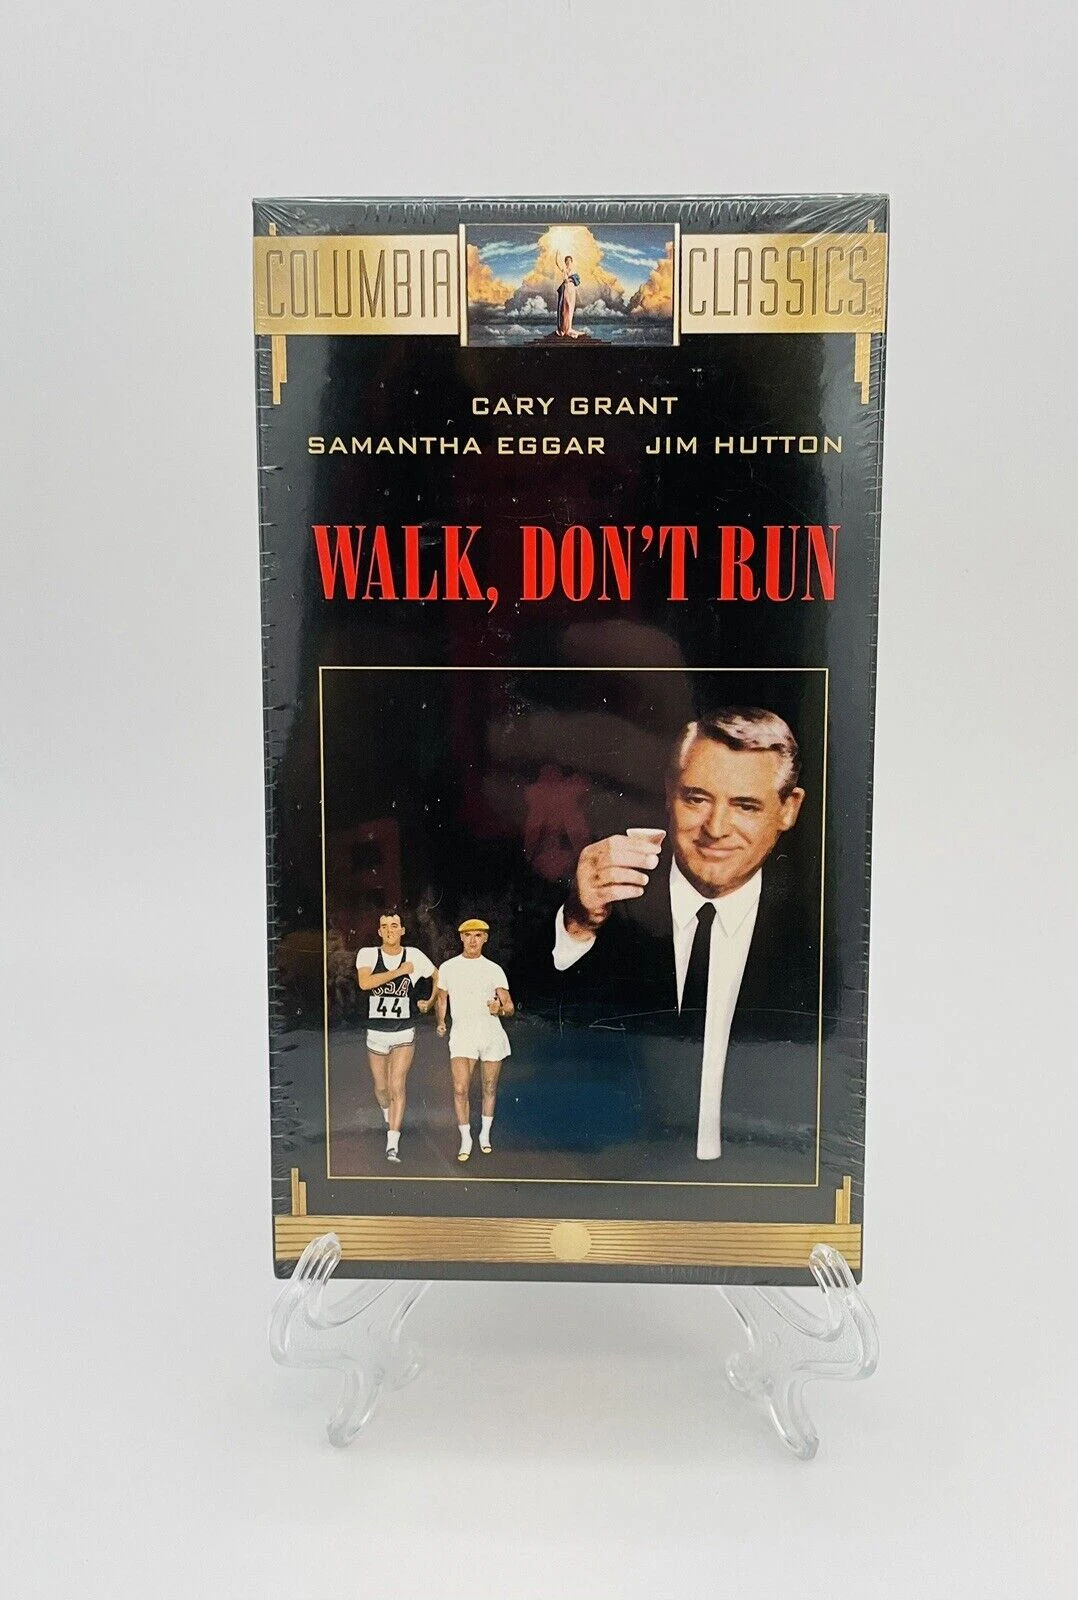 COLUMBIA CLASSICS
CARY GRANT
SAMANTHA EGGAR JIM HUTTON
WALK, DON'T RUN
USA
44